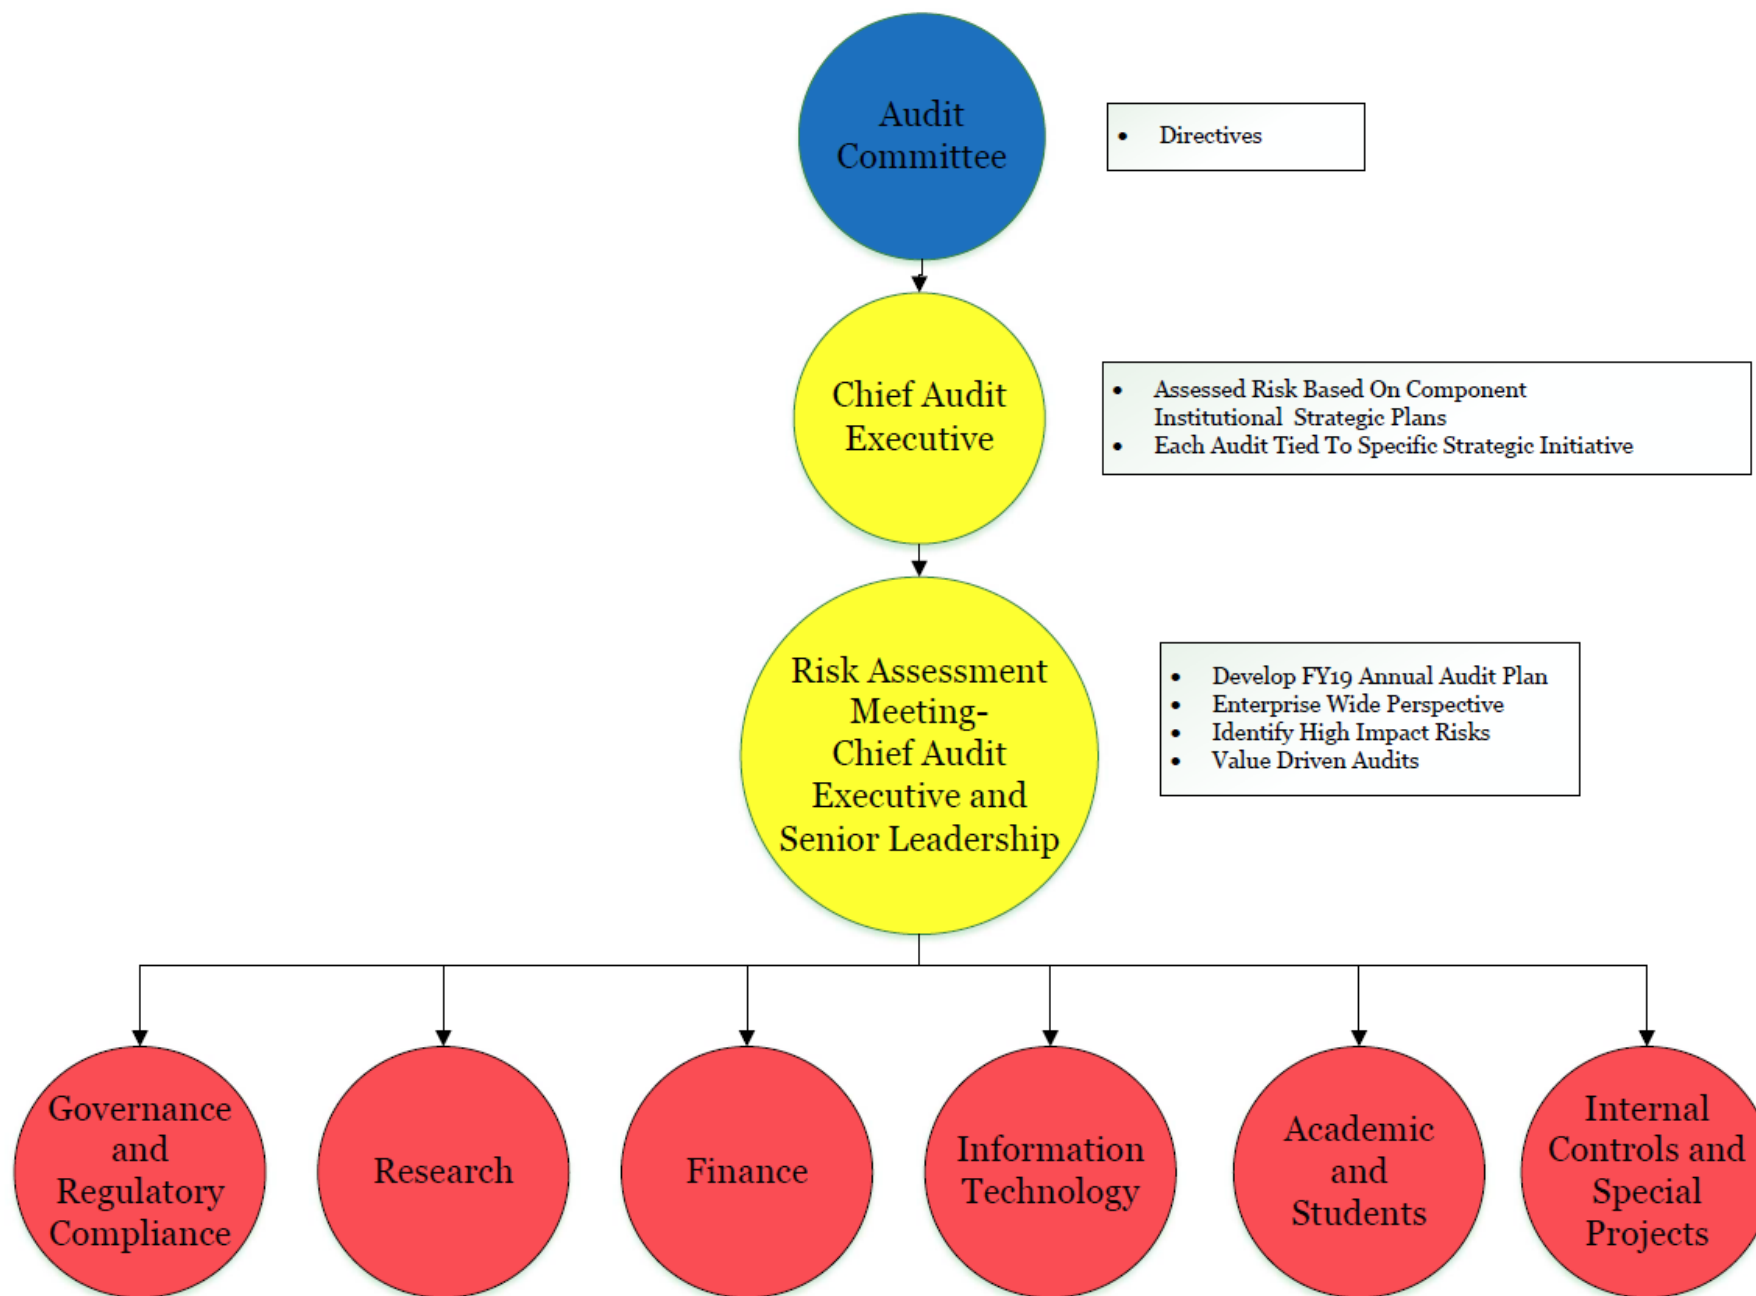 Audit
Committee
• Directives
Chief Audit
Executive
• Assessed Risk Based On Component
Institutional  Strategic Plans
• Each Audit Tied To Specific Strategic Initiative
Risk Assessment
Meeting-
Chief Audit
Executive and
Senior Leadership
• Develop FY19 Annual Audit Plan
• Enterprise Wide Perspective
• Identify High Impact Risks
• Value Driven Audits
Governance
and
Regulatory
Compliance
Research
Finance
Information
Technology
Academic
and
Students
Internal
Controls and
Special
Projects